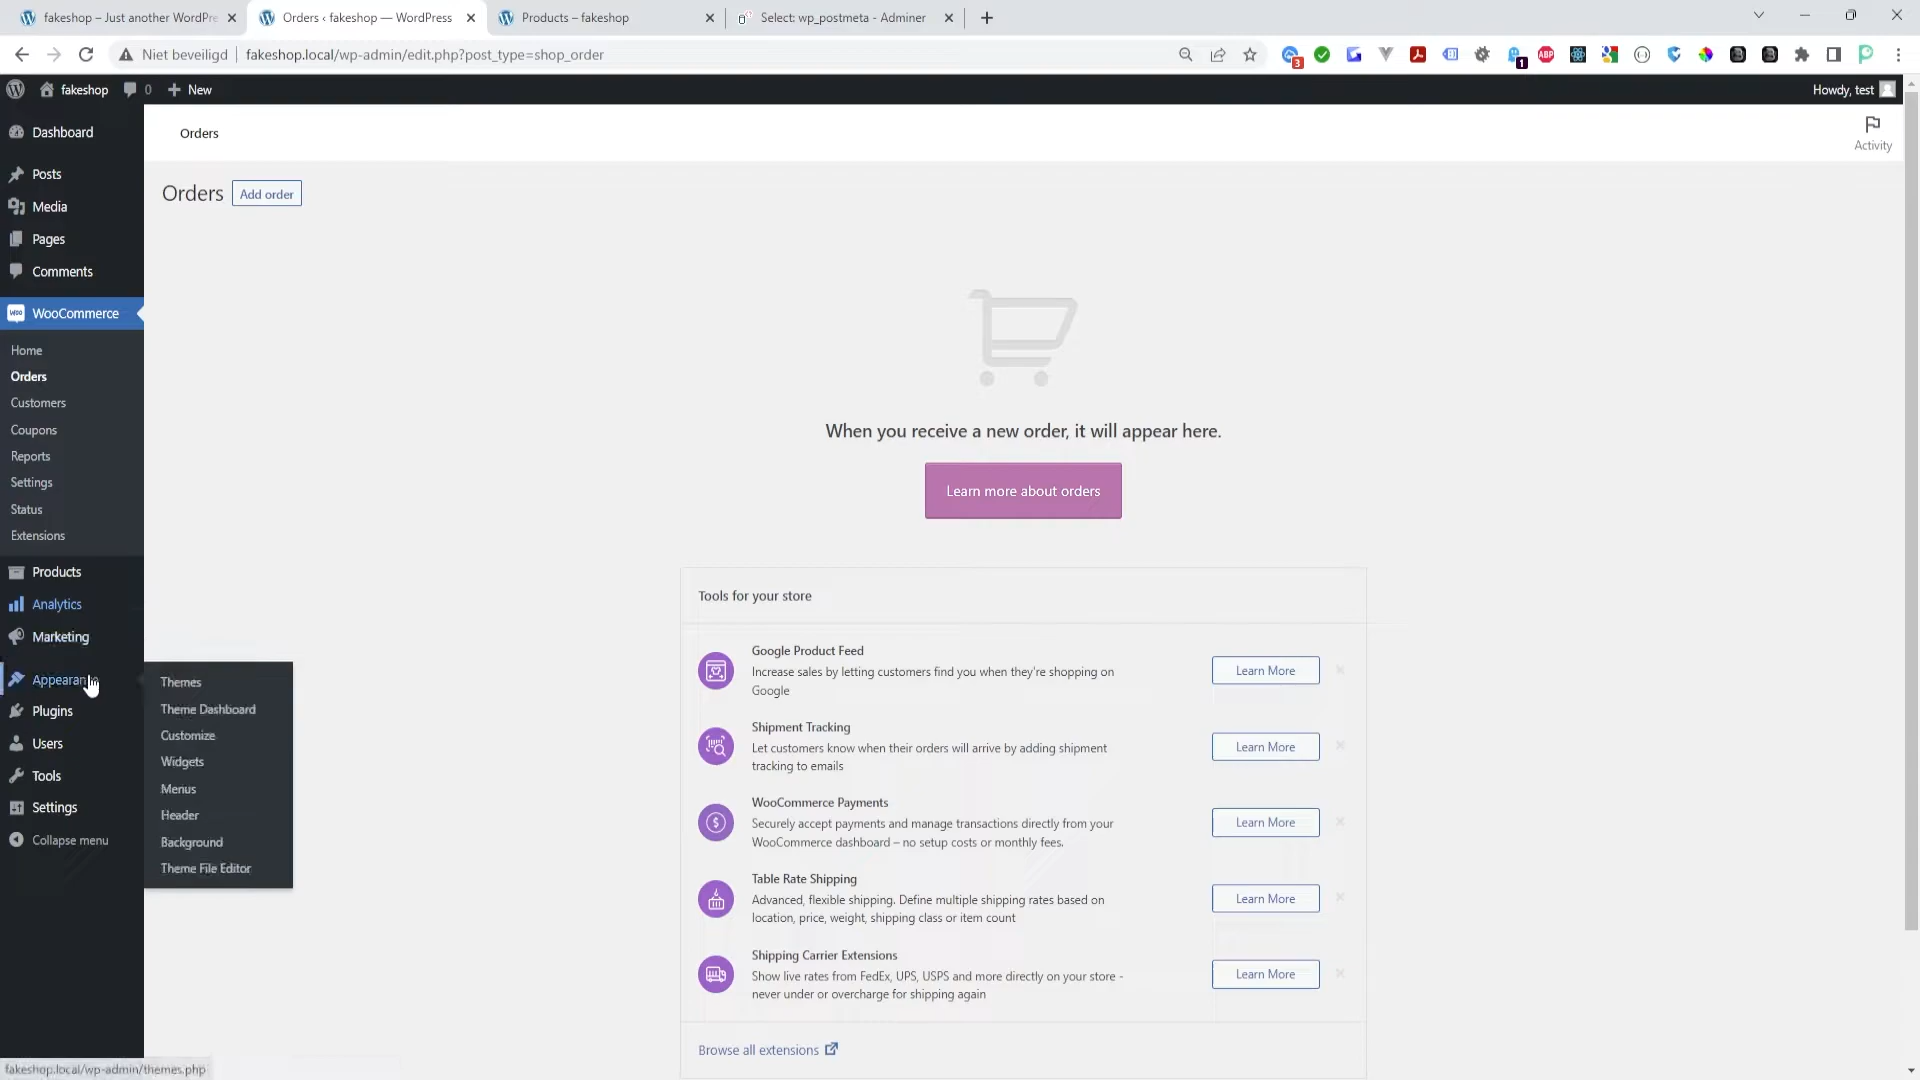 fakeshop – Just another WordPre
Orders ‹ fakeshop — WordPress
Products – fakeshop
Select: wp_postmeta - Adminer
Niet beveiligd
fakeshop.local/wp-admin/edit.php?post_type=shop_order
3
1
ABP
fakeshop
0
New
Howdy, test
Dashboard
Posts
Media
Pages
Comments
WooCommerce
Home
Orders
Customers
Coupons
Reports
Settings
Status
Extensions
Products
Analytics
Marketing
Appearan
Plugins
Users
Tools
Settings
Collapse menu
Themes
Theme Dashboard
Customize
Widgets
Menus
Header
Background
Theme File Editor
Orders
Activity
Orders
Add order
When you receive a new order, it will appear here.
Learn more about orders
Tools for your store
Google Product Feed
Increase sales by letting customers find you when they're shopping on
Google
Learn More
Shipment Tracking
Let customers know when their orders will arrive by adding shipment
tracking to emails
Learn More
WooCommerce Payments
Securely accept payments and manage transactions directly from your
WooCommerce dashboard – no setup costs or monthly fees.
Learn More
Table Rate Shipping
Advanced, flexible shipping. Define multiple shipping rates based on
location, price, weight, shipping class or item count
Learn More
Shipping Carrier Extensions
Show live rates from FedEx, UPS, USPS and more directly on your store -
never under or overcharge for shipping again
Learn More
Browse all extensions
fakeshop.local/wp-admin/themes.php